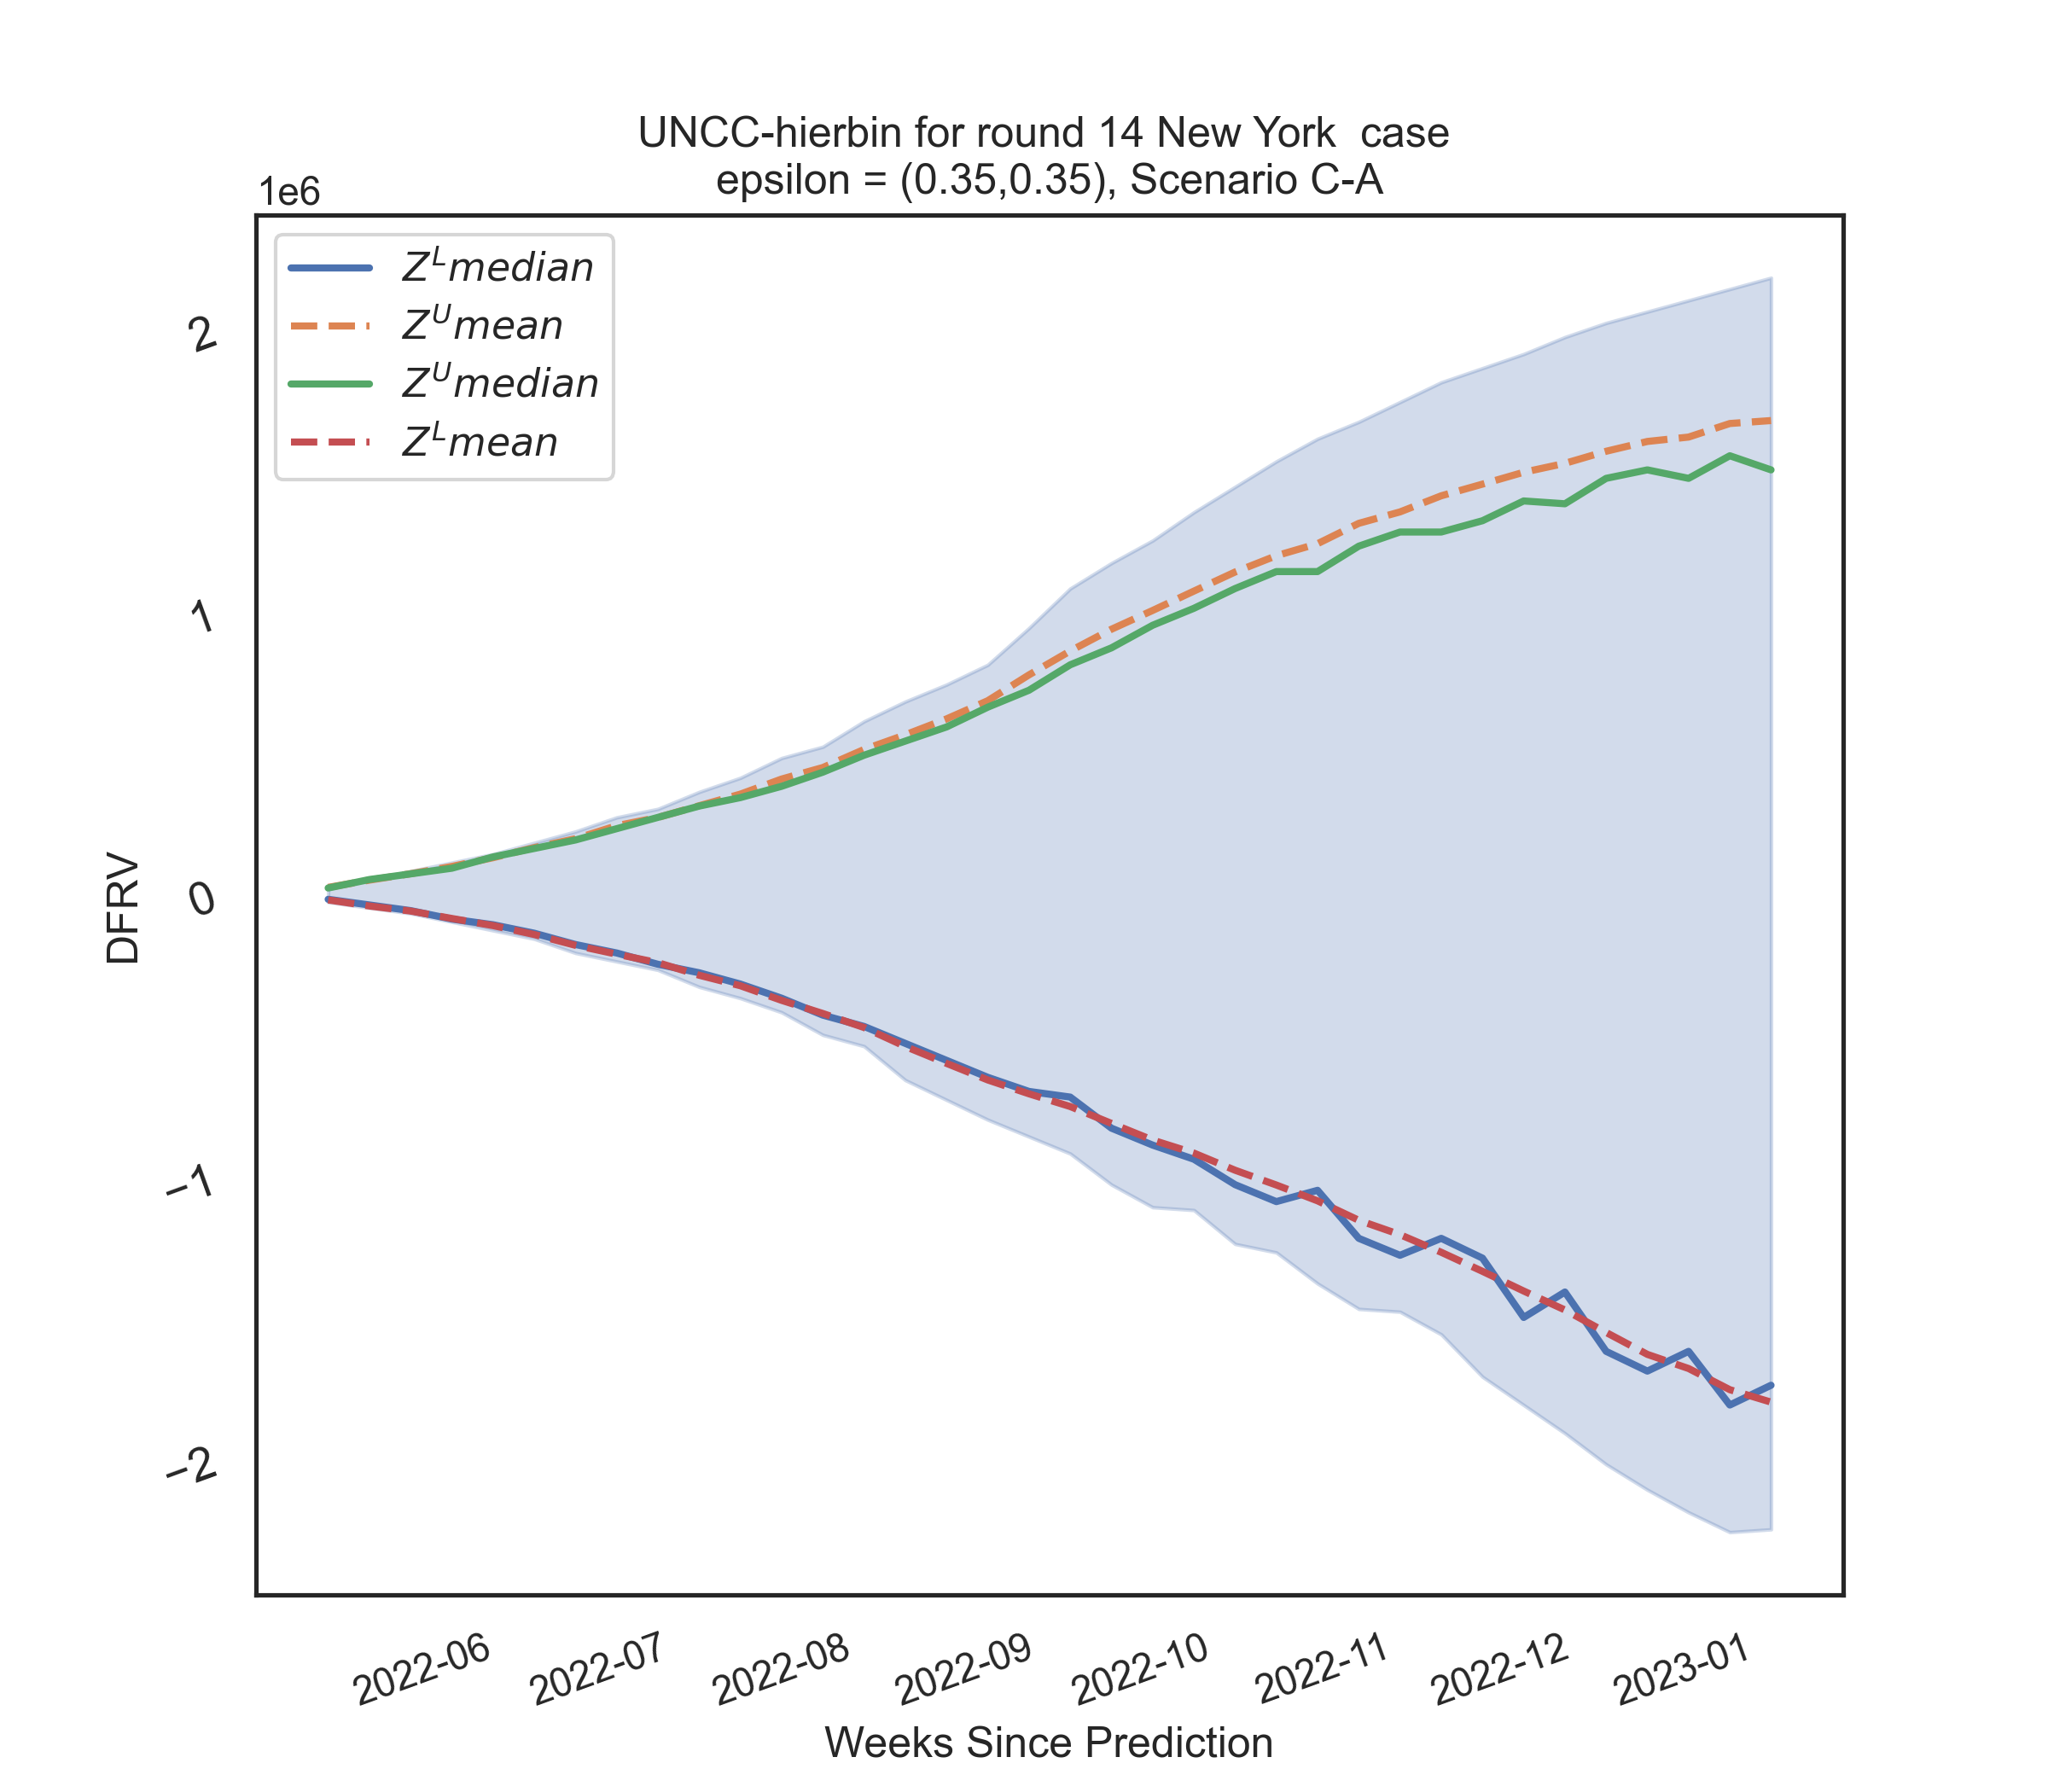 UNCC-hierbin for round 14 New York  case
epsilon = (0.35,0.35), Scenario C-A
1e6
Z^L median
Z^U mean
Z^U median
Z^L mean
2
1
0
−1
−2
DFRV
2022-06
2022-07
2022-08
2022-09
2022-10
2022-11
2022-12
2023-01
Weeks Since Prediction